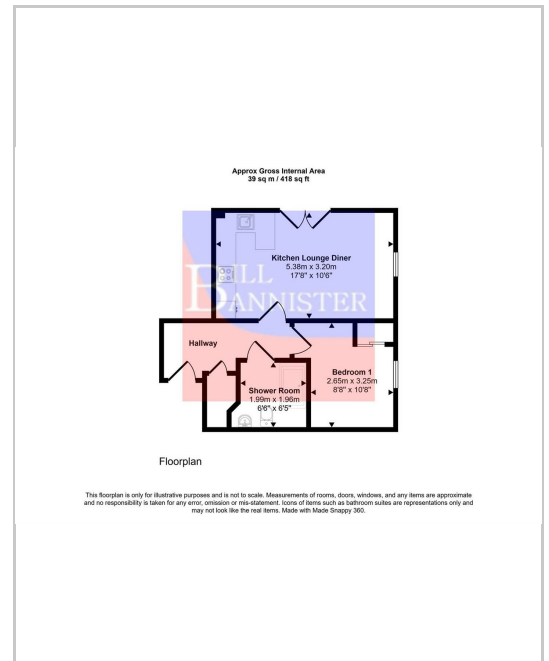 Approx Gross Internal Area
39 sq m / 418 sq ft
Kitchen Lounge Diner
5.38m x 3.20m
17'8" x 10'6"
BILL
BANNISTER
Hallway
Bedroom 1
2.65m x 3.25m
8'8" x 10'8"
Shower Room
1.99m x 1.96m
6'6" x 6'5"
Floorplan
This floorplan is only for illustrative purposes and is not to scale. Measurements of rooms, doors, windows, and any items are approximate
and no responsibility is taken for any error, omission or mis-statement. Icons of items such as bathroom suites are representations only and
may not look like the real items. Made with Made Snappy 360.